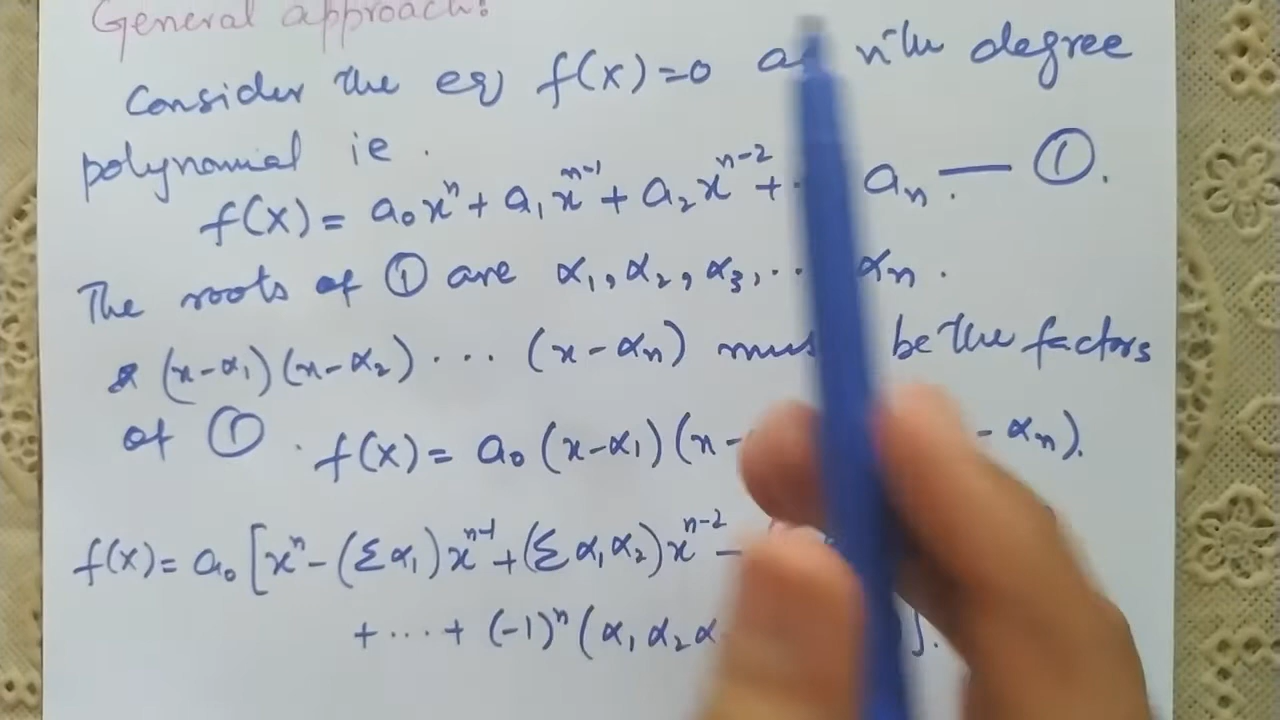 General approach:
Consider the eq f(x)=0 n-th degree
polynomial ie.
f(x) = a₀xⁿ + a₁xⁿ⁻¹ + a₂xⁿ⁻² + aₙ. — ①.
The roots of ① are α₁, α₂, α₃, ... αₙ.
(x-α₁)(x-α₂) ... (x-αₙ) be the factors
of ①. f(x) = a₀(x-α₁)(x- - αₙ).
f(x) = a₀[xⁿ - (Σα₁)xⁿ⁻¹ + (Σα₁α₂)xⁿ⁻² -
+ ... + (-1)ⁿ(α₁α₂α ].